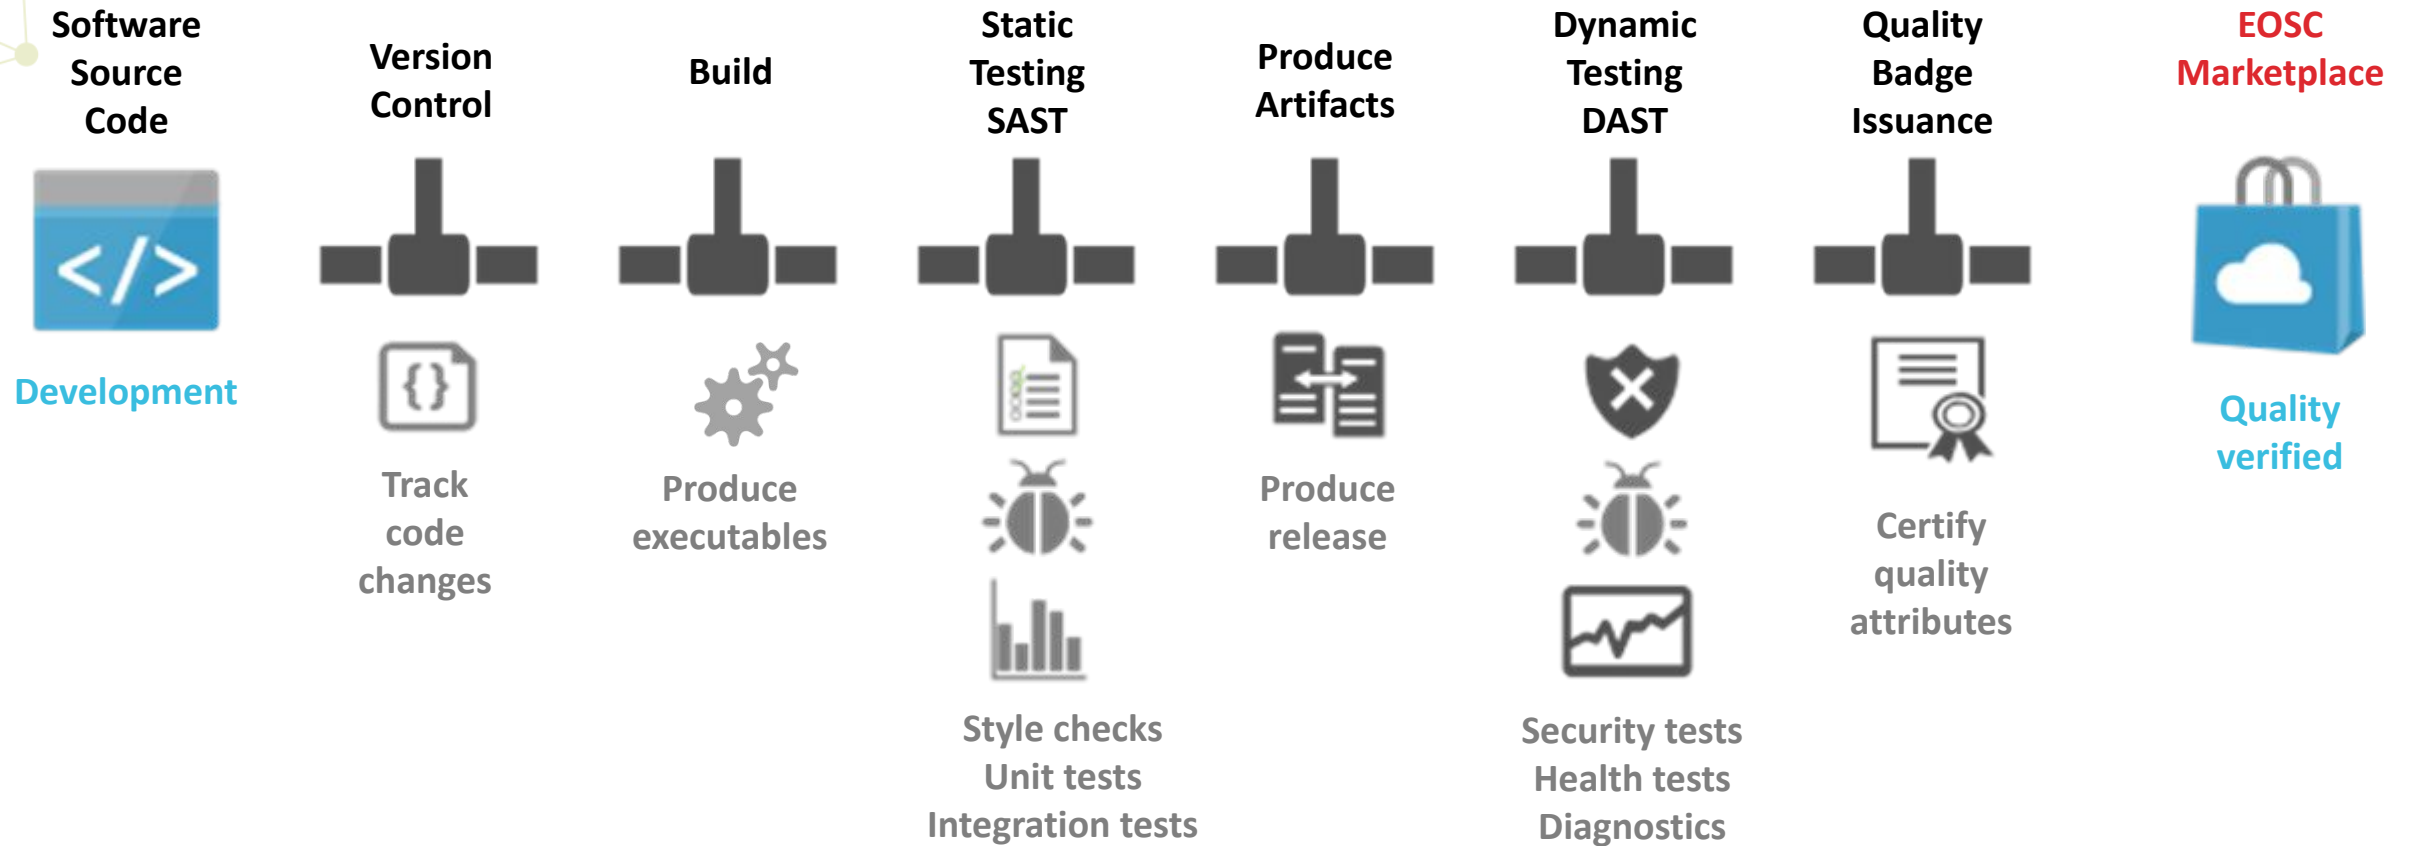 Software
Source
Code
Development
Version
Control
Track
code
changes
Build
Produce
executables
Static
Testing
SAST
Style checks
Unit tests
Integration tests
Produce
Artifacts
Produce
release
Dynamic
Testing
DAST
Security tests
Health tests
Diagnostics
Quality
Badge
Issuance
Certify
quality
attributes
EOSC
Marketplace
Quality
verified